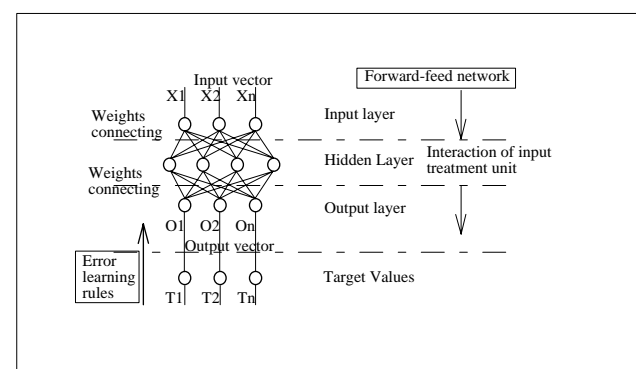 Input vector
Forward-feed network
X1 X2 Xn
Weights
connecting
Input layer
Hidden Layer
Interaction of input
treatment unit
Weights
connecting
Output layer
O1 O2 On
Output vector
Error
learning
rules
Target Values
T1 T2 Tn